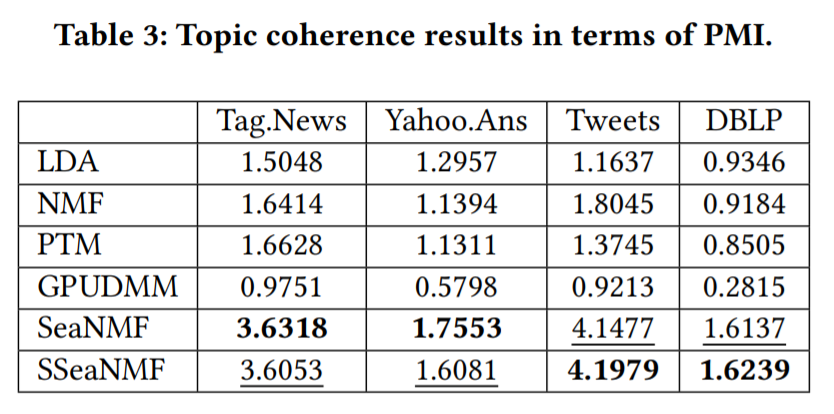 Table 3: Topic coherence results in terms of PMI.
Tag.News Yahoo.Ans Tweets DBLP
LDA 1.5048 1.2957 1.1637 0.9346
NMF 1.6414 1.1394 1.8045 0.9184
PTM 1.6628 1.1311 1.3745 0.8505
GPUDMM 0.9751 0.5798 0.9213 0.2815
SeaNMF 3.6318 1.7553 4.1477 1.6137
SSeaNMF 3.6053 1.6081 4.1979 1.6239